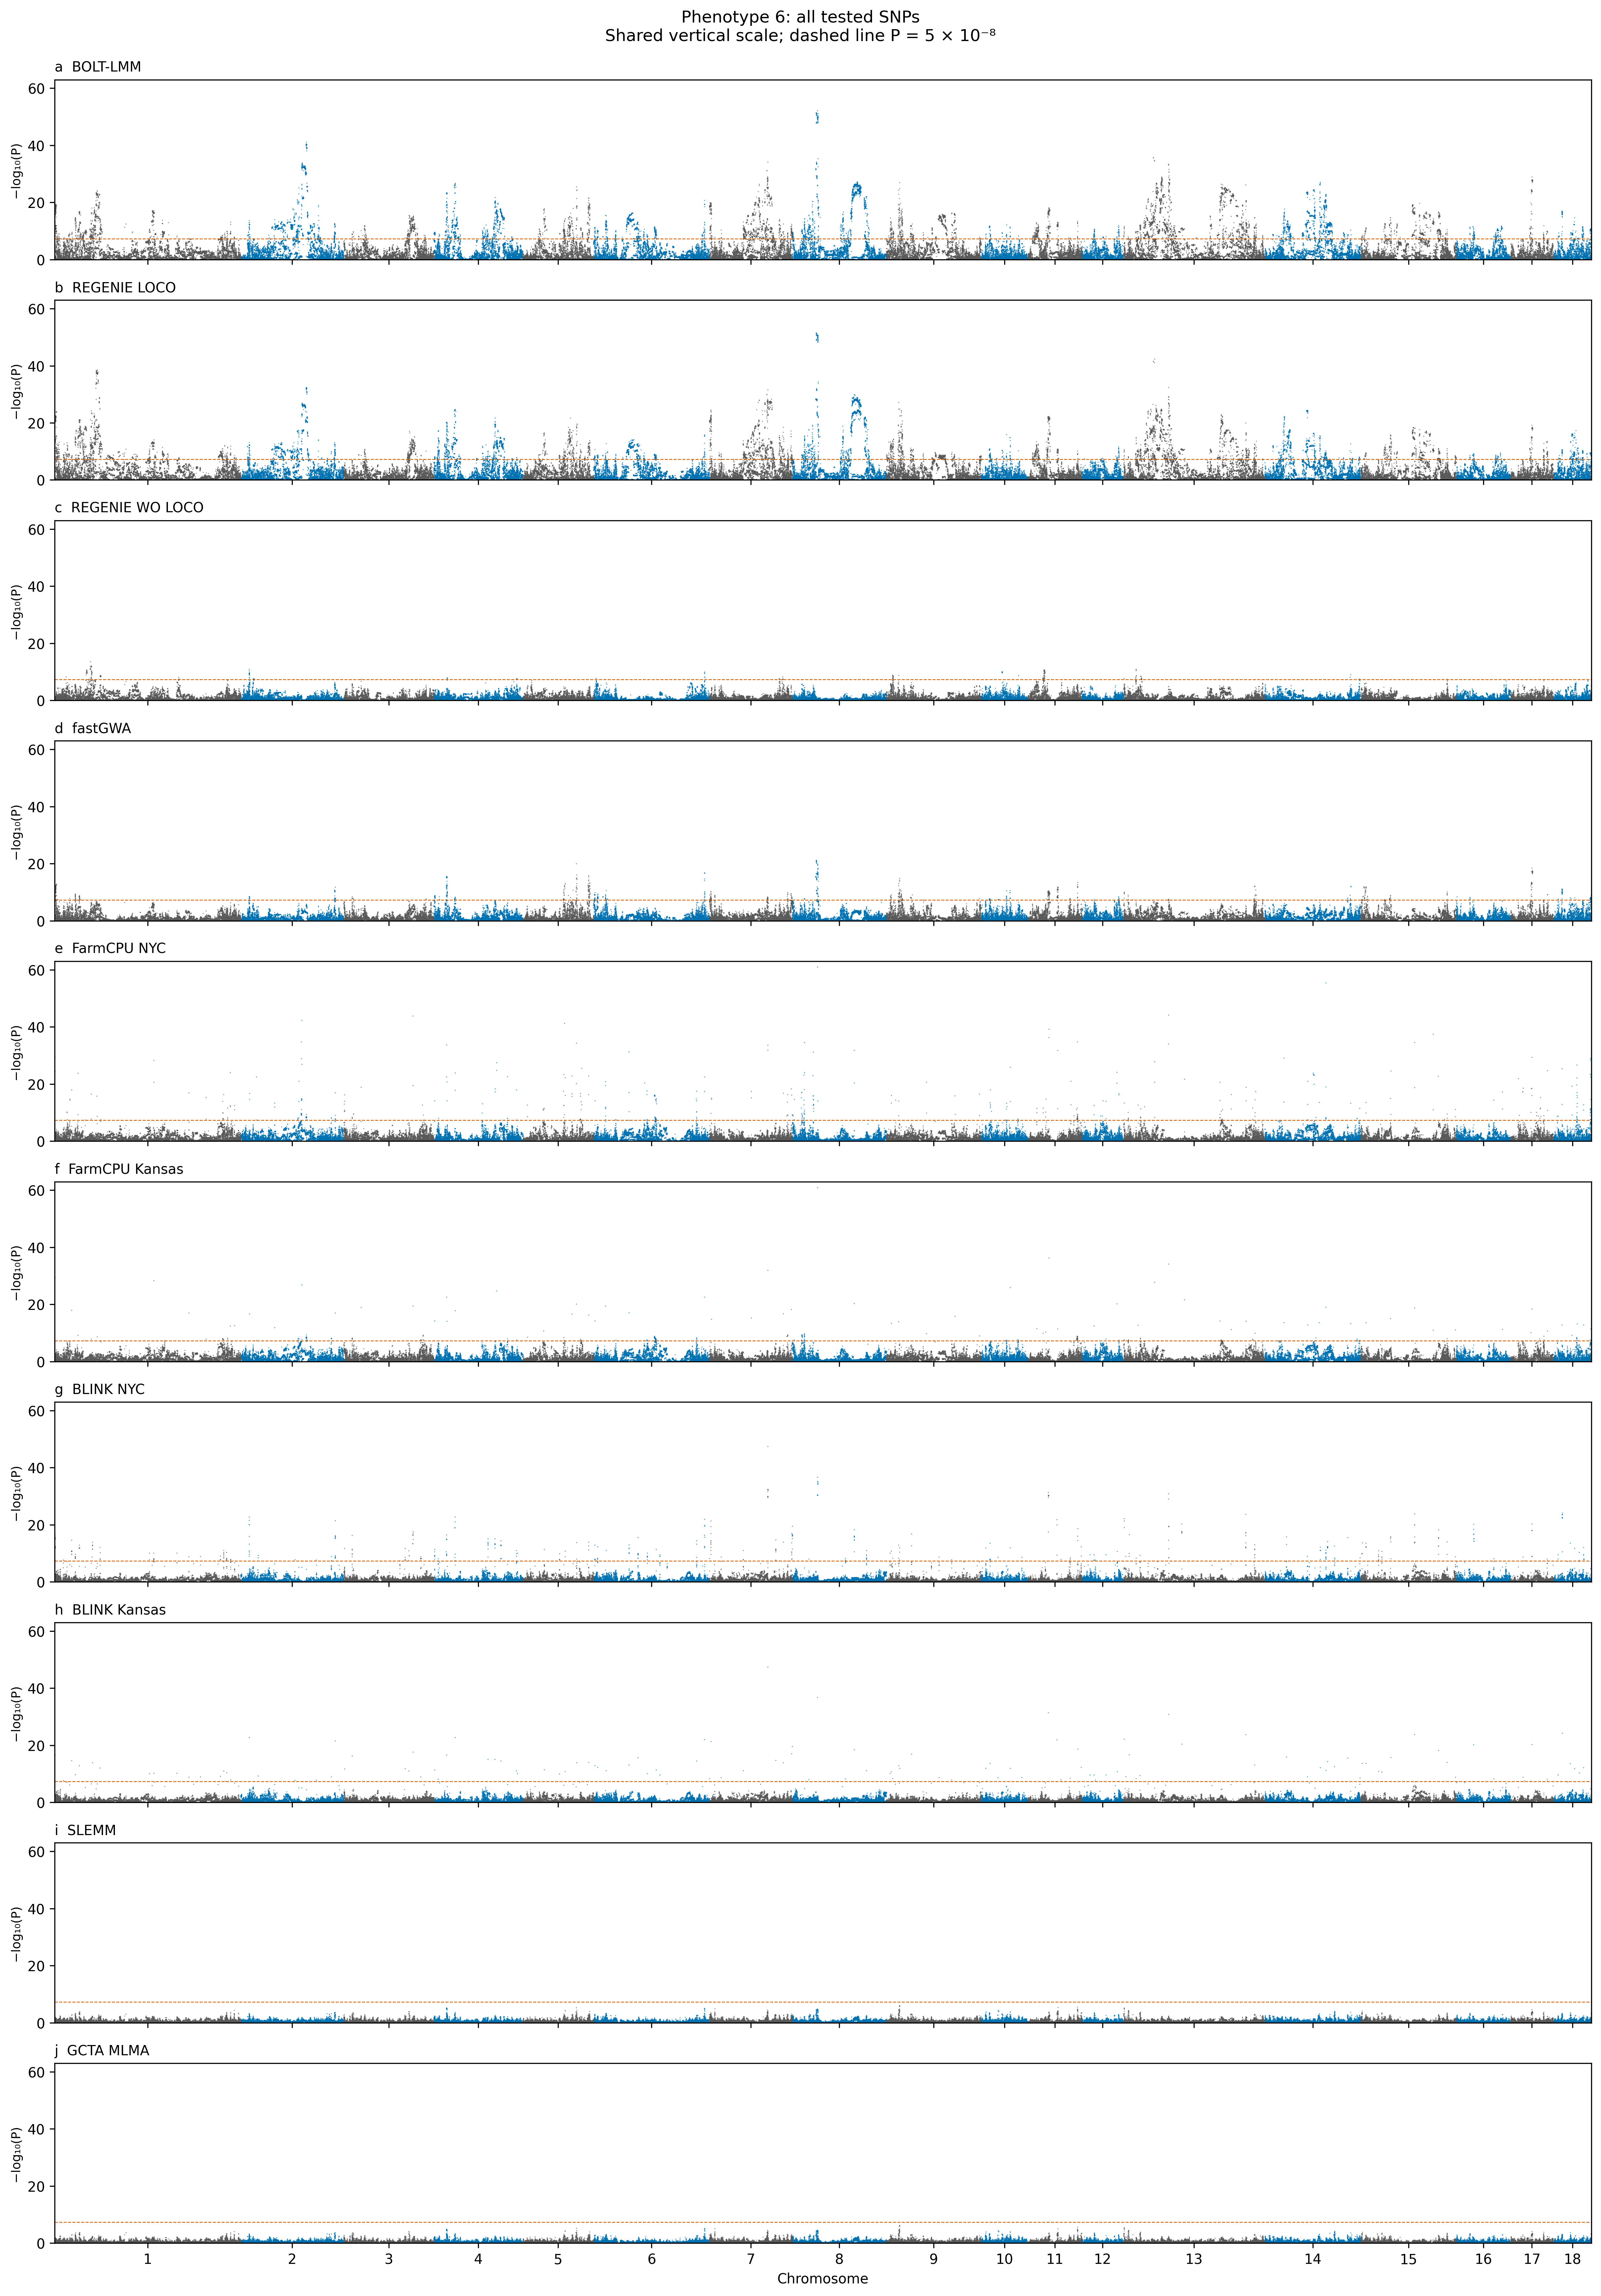 Phenotype 6: all tested SNPs
Shared vertical scale; dashed line P = 5 × 10⁻⁸
a BOLT-LMM
60
40
20
0
−log₁₀(P)
b REGENIE LOCO
60
40
20
0
−log₁₀(P)
c REGENIE WO LOCO
60
40
20
0
−log₁₀(P)
d fastGWA
60
40
20
0
−log₁₀(P)
e FarmCPU NYC
60
40
20
0
−log₁₀(P)
f FarmCPU Kansas
60
40
20
0
−log₁₀(P)
g BLINK NYC
60
40
20
0
−log₁₀(P)
h BLINK Kansas
60
40
20
0
−log₁₀(P)
i SLEMM
60
40
20
0
−log₁₀(P)
j GCTA MLMA
60
40
20
0
−log₁₀(P)
1 2 3 4 5 6 7 8 9 10 11 12 13 14 15 16 17 18
Chromosome